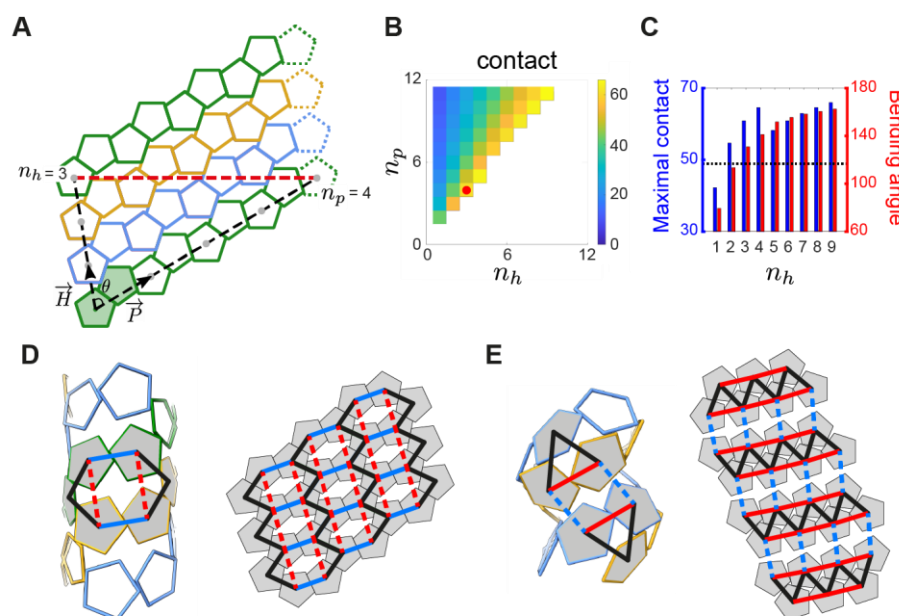 A
n_h = 3
n_p = 4
H
θ
P
B
contact
12
6
0
n_p
0
6
12
n_h
60
40
20
0
C
Maximal contact
70
50
30
1 2 3 4 5 6 7 8 9
n_h
180
140
100
60
Bending angle
D
E